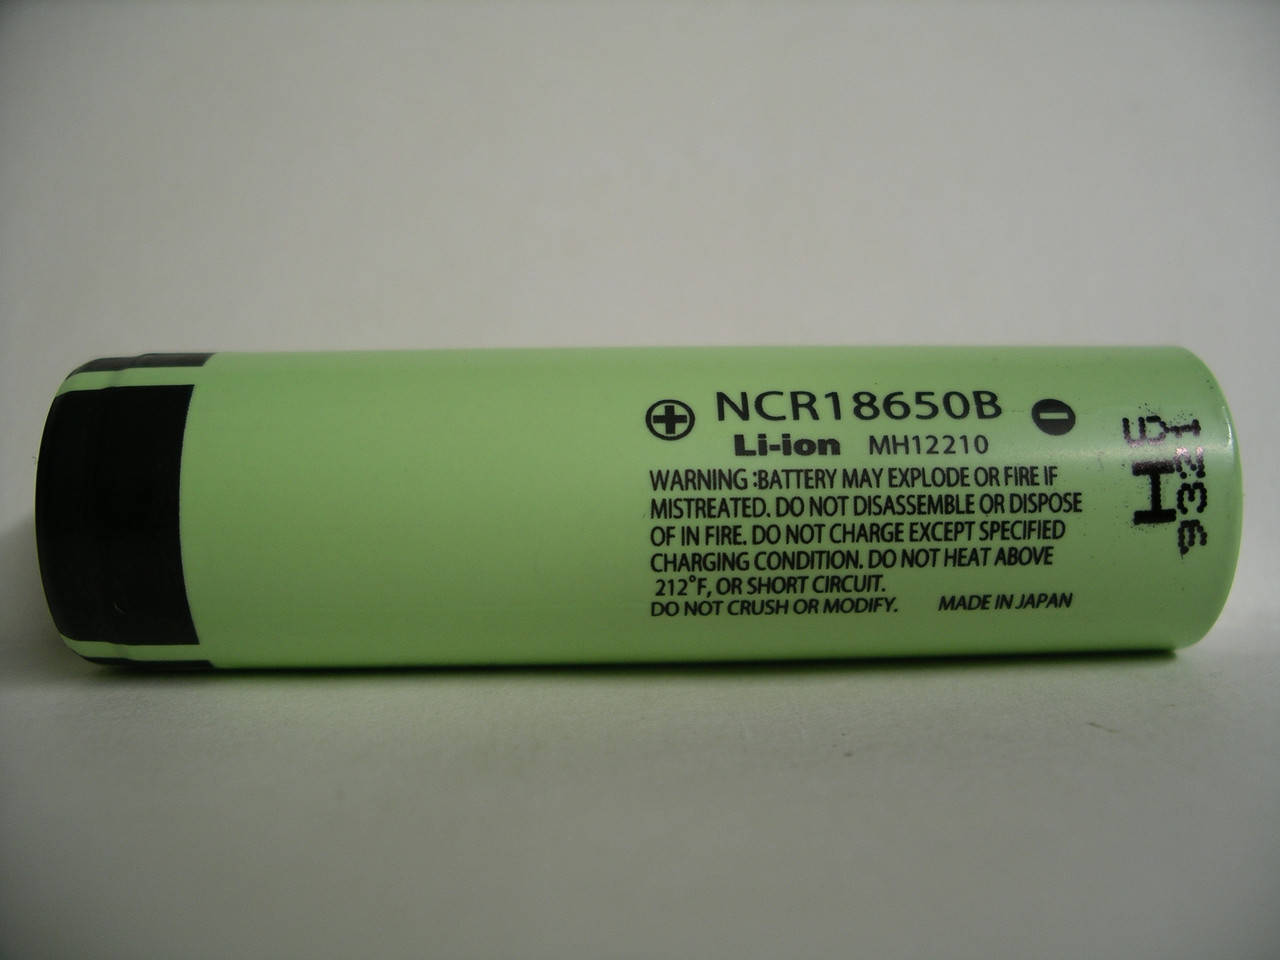 NCR18650B
Li-ion MH12210
WARNING :BATTERY MAY EXPLODE OR FIRE IF
MISTREATED. DO NOT DISASSEMBLE OR DISPOSE
OF IN FIRE. DO NOT CHARGE EXCEPT SPECIFIED
CHARGING CONDITION. DO NOT HEAT ABOVE
212°F, OR SHORT CIRCUIT.
DO NOT CRUSH OR MODIFY. MADE IN JAPAN
9321